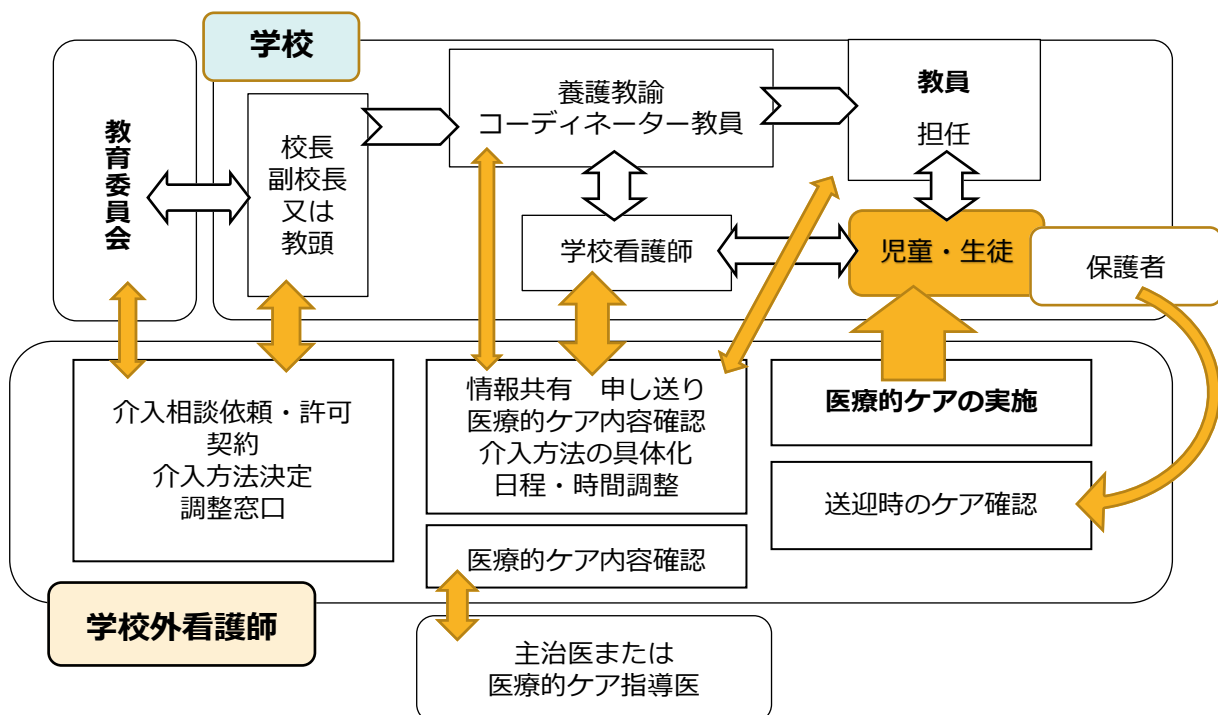 学校
教育委員会
校長
副校長
又は
教頭
養護教諭
コーディネーター教員
教員
担任
学校看護師
児童・生徒
保護者
介入相談依頼・許可
契約
介入方法決定
調整窓口
情報共有　申し送り
医療的ケア内容確認
介入方法の具体化
日程・時間調整
医療的ケアの実施
送迎時のケア確認
医療的ケア内容確認
学校外看護師
主治医または
医療的ケア指導医